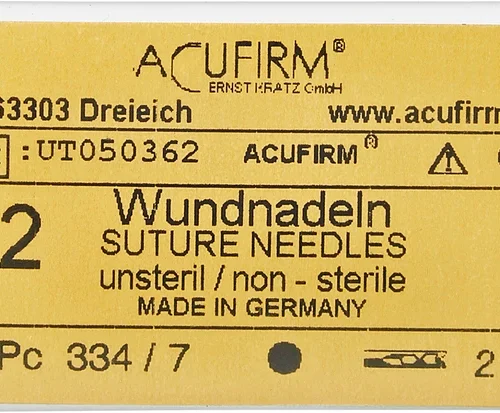 ACUFIRM®
ERNST KRATZ GmbH
63303 Dreieich www.acufirm
:UT050362 ACUFIRM®
2 Wundnadeln
SUTURE NEEDLES
unsteril / non - sterile
MADE IN GERMANY
Pc 334 / 7 2